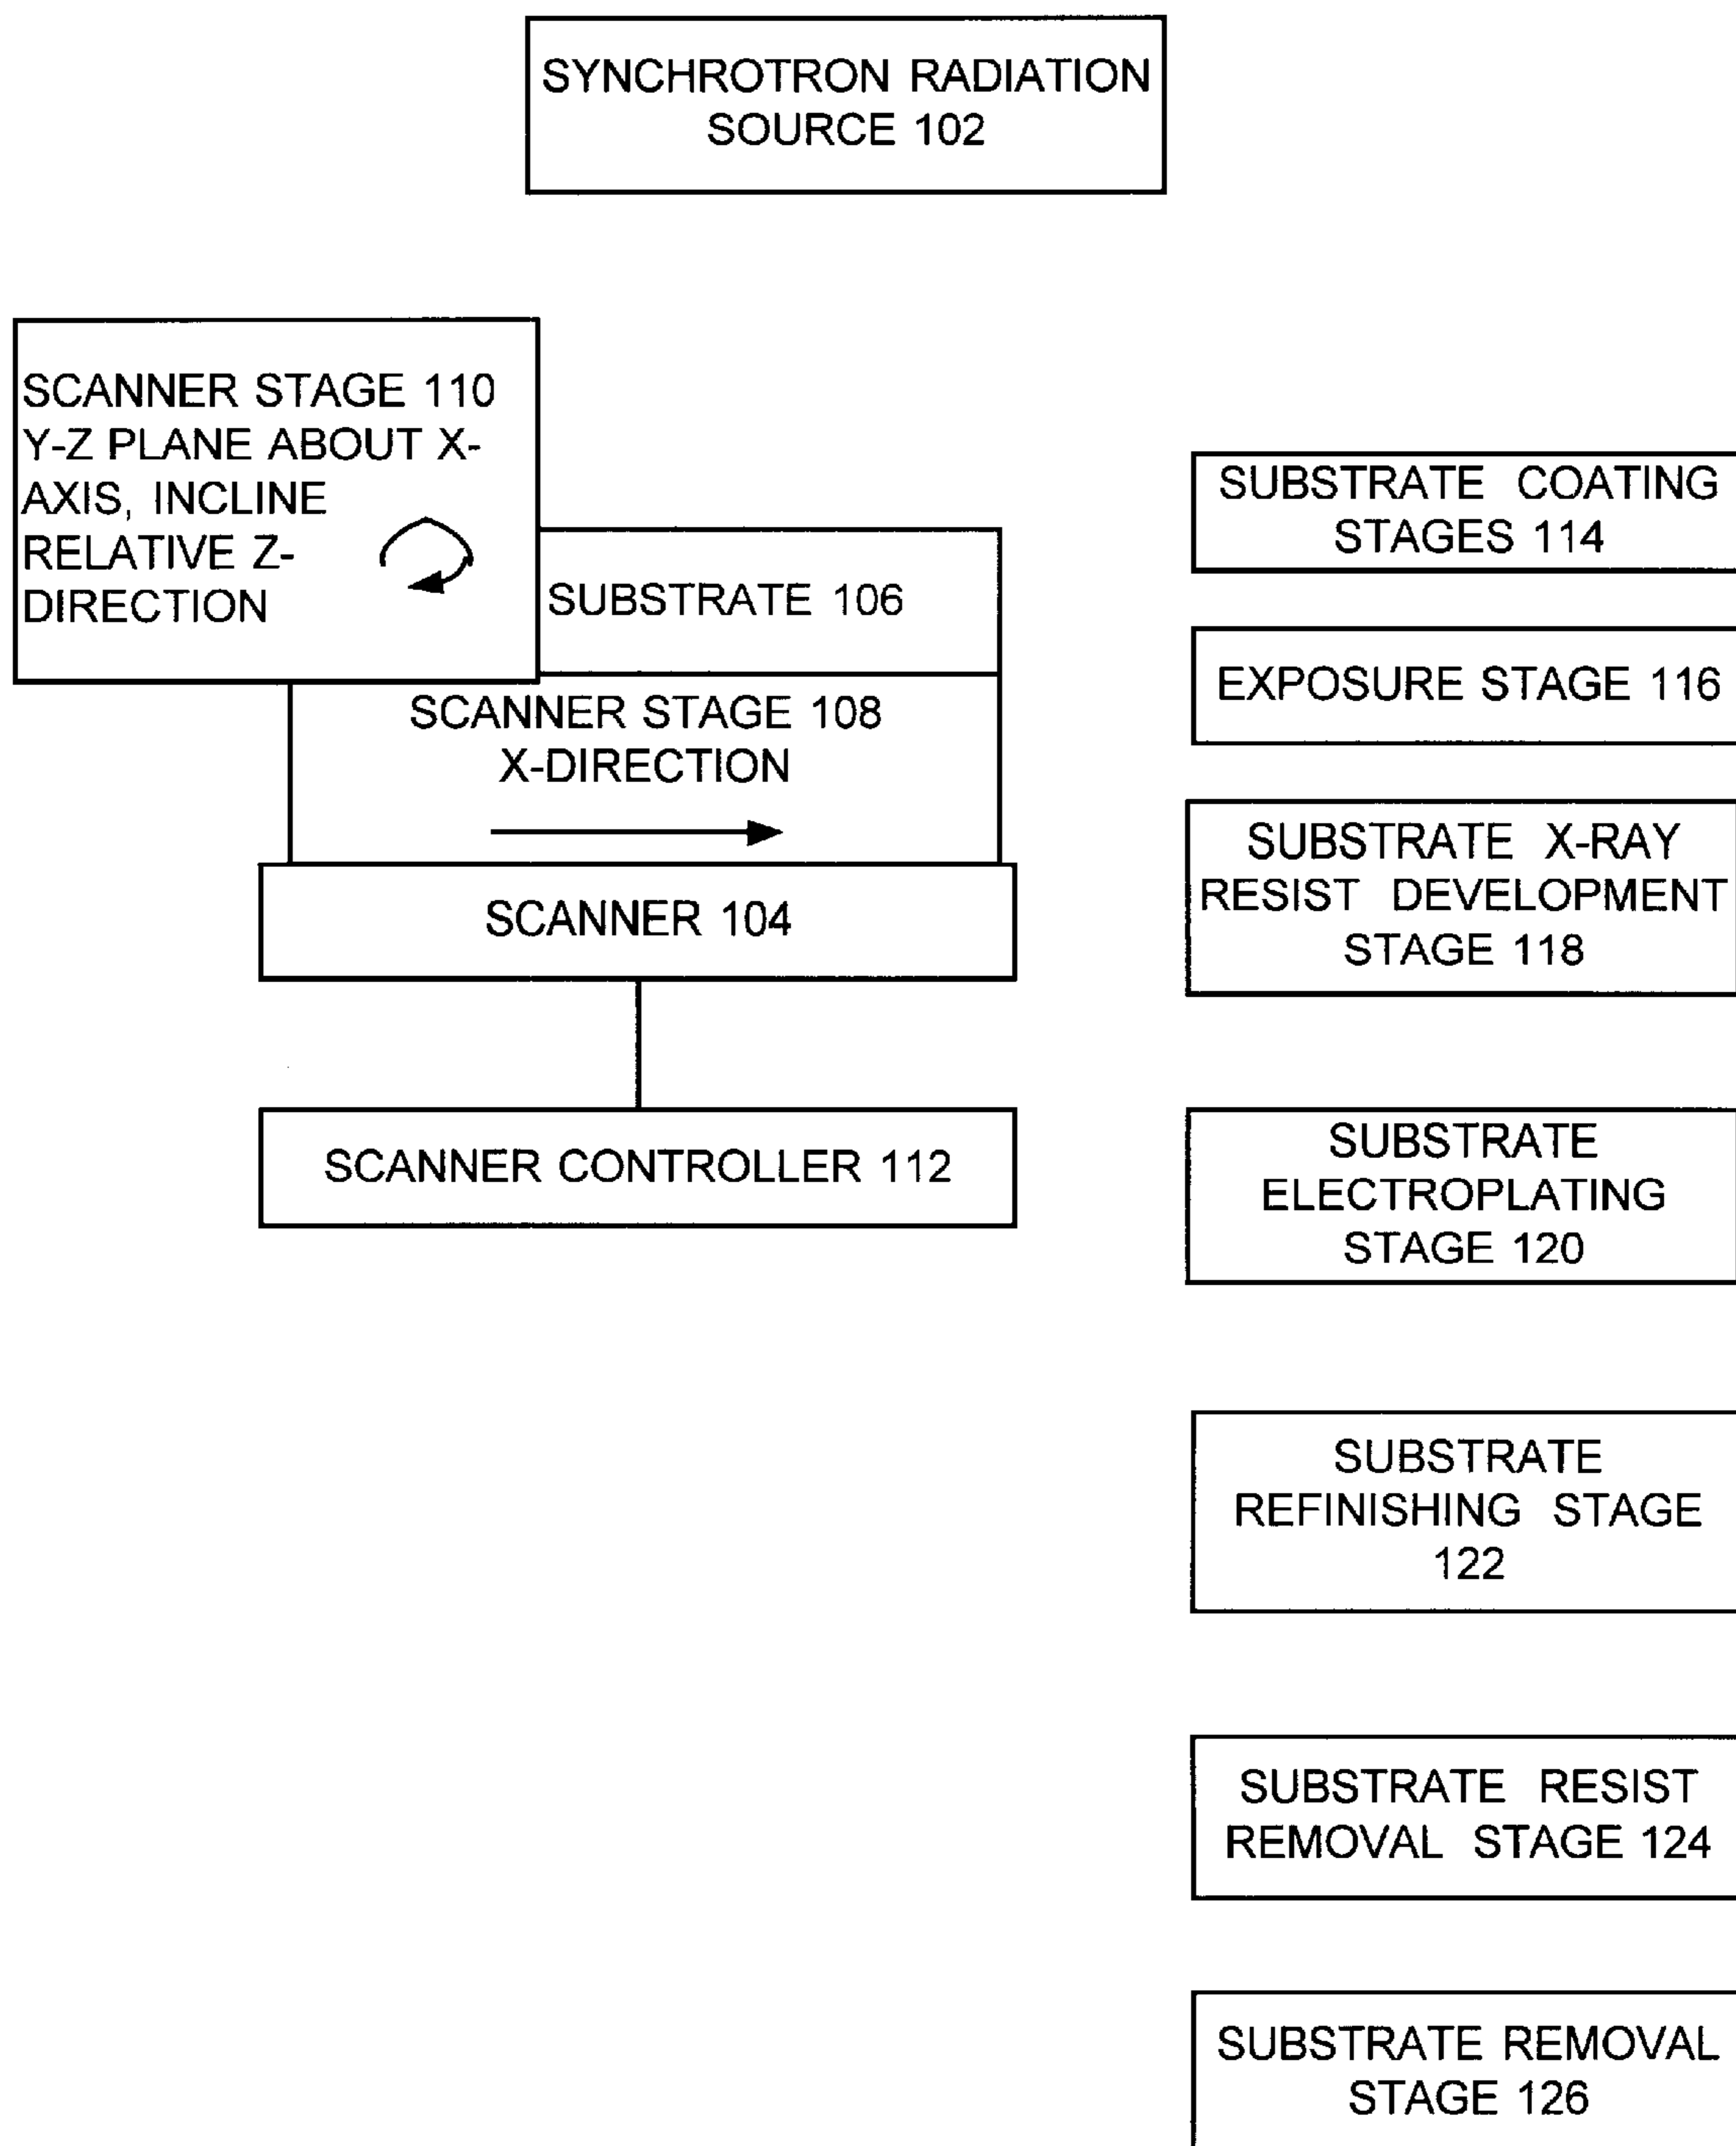 SYNCHROTRON RADIATION
SOURCE 102
SCANNER STAGE 110
Y-Z PLANE ABOUT X-
AXIS, INCLINE
RELATIVE Z-
DIRECTION
SUBSTRATE 106
SCANNER STAGE 108
X-DIRECTION
SCANNER 104
SCANNER CONTROLLER 112
SUBSTRATE COATING
STAGES 114
EXPOSURE STAGE 116
SUBSTRATE X-RAY
RESIST DEVELOPMENT
STAGE 118
SUBSTRATE
ELECTROPLATING
STAGE 120
SUBSTRATE
REFINISHING STAGE
122
SUBSTRATE RESIST
REMOVAL STAGE 124
SUBSTRATE REMOVAL
STAGE 126